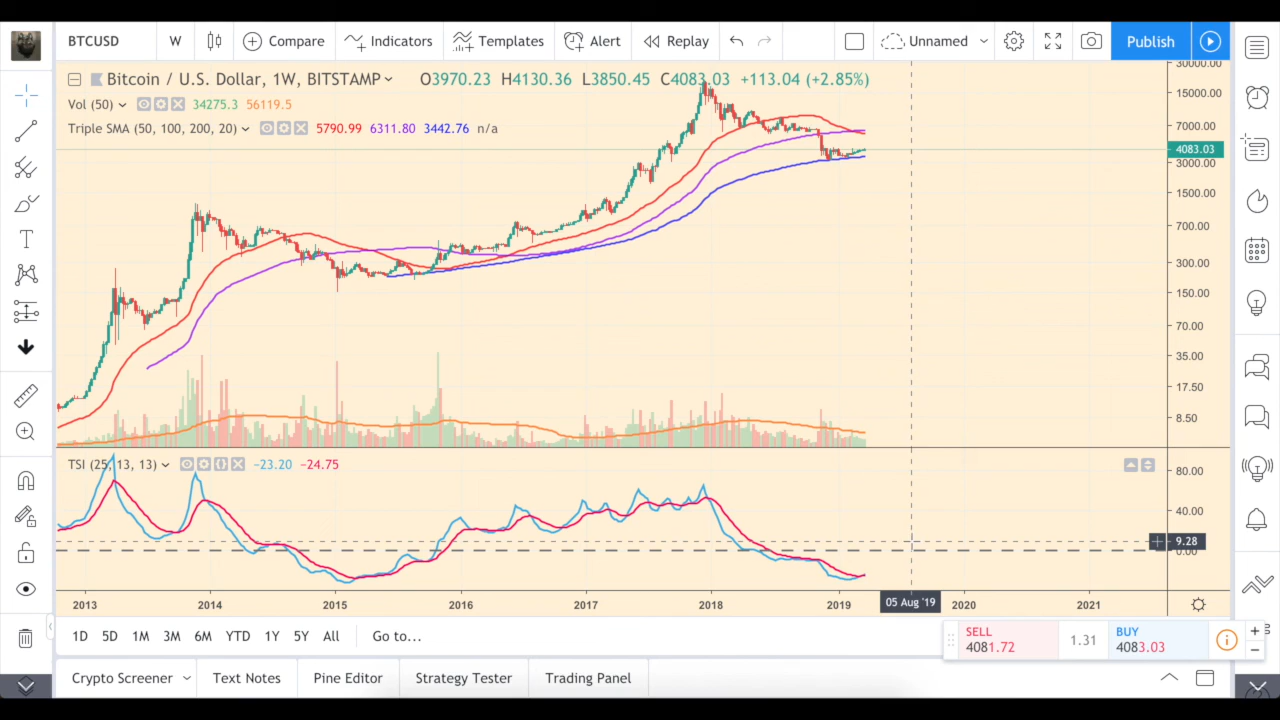 BTCUSD W Compare Indicators Templates Alert Replay Unnamed Publish
Bitcoin / U.S. Dollar, 1W, BITSTAMP O3970.23 H4130.36 L3850.45 C4083.03 +113.04 (+2.85%)
Vol (50) 34275.3 56119.5
Triple SMA (50, 100, 200, 20) 5790.99 6311.80 3442.76 n/a
30000.00
15000.00
7000.00
4083.03
3000.00
1500.00
700.00
300.00
150.00
70.00
35.00
17.50
8.50
TSI (25, 13, 13) −23.20 −24.75
80.00
40.00
9.28
0.00
2013 2014 2015 2016 2017 2018 2019 05 Aug '19 2020 2021
1D 5D 1M 3M 6M YTD 1Y 5Y All Go to...
SELL
4081.72
1.31
BUY
4083.03
Crypto Screener Text Notes Pine Editor Strategy Tester Trading Panel